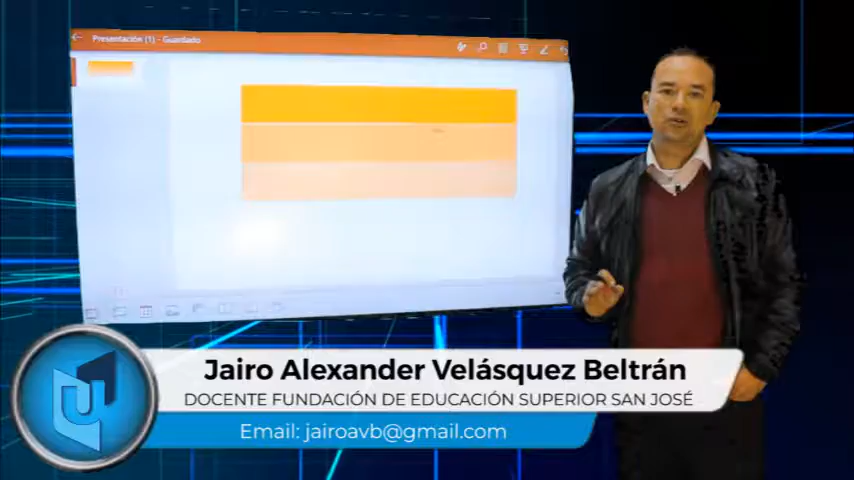 Presentación (1) - Guardado
Jairo Alexander Velásquez Beltrán
DOCENTE FUNDACIÓN DE EDUCACIÓN SUPERIOR SAN JOSÉ
Email: jairoavb@gmail.com
U